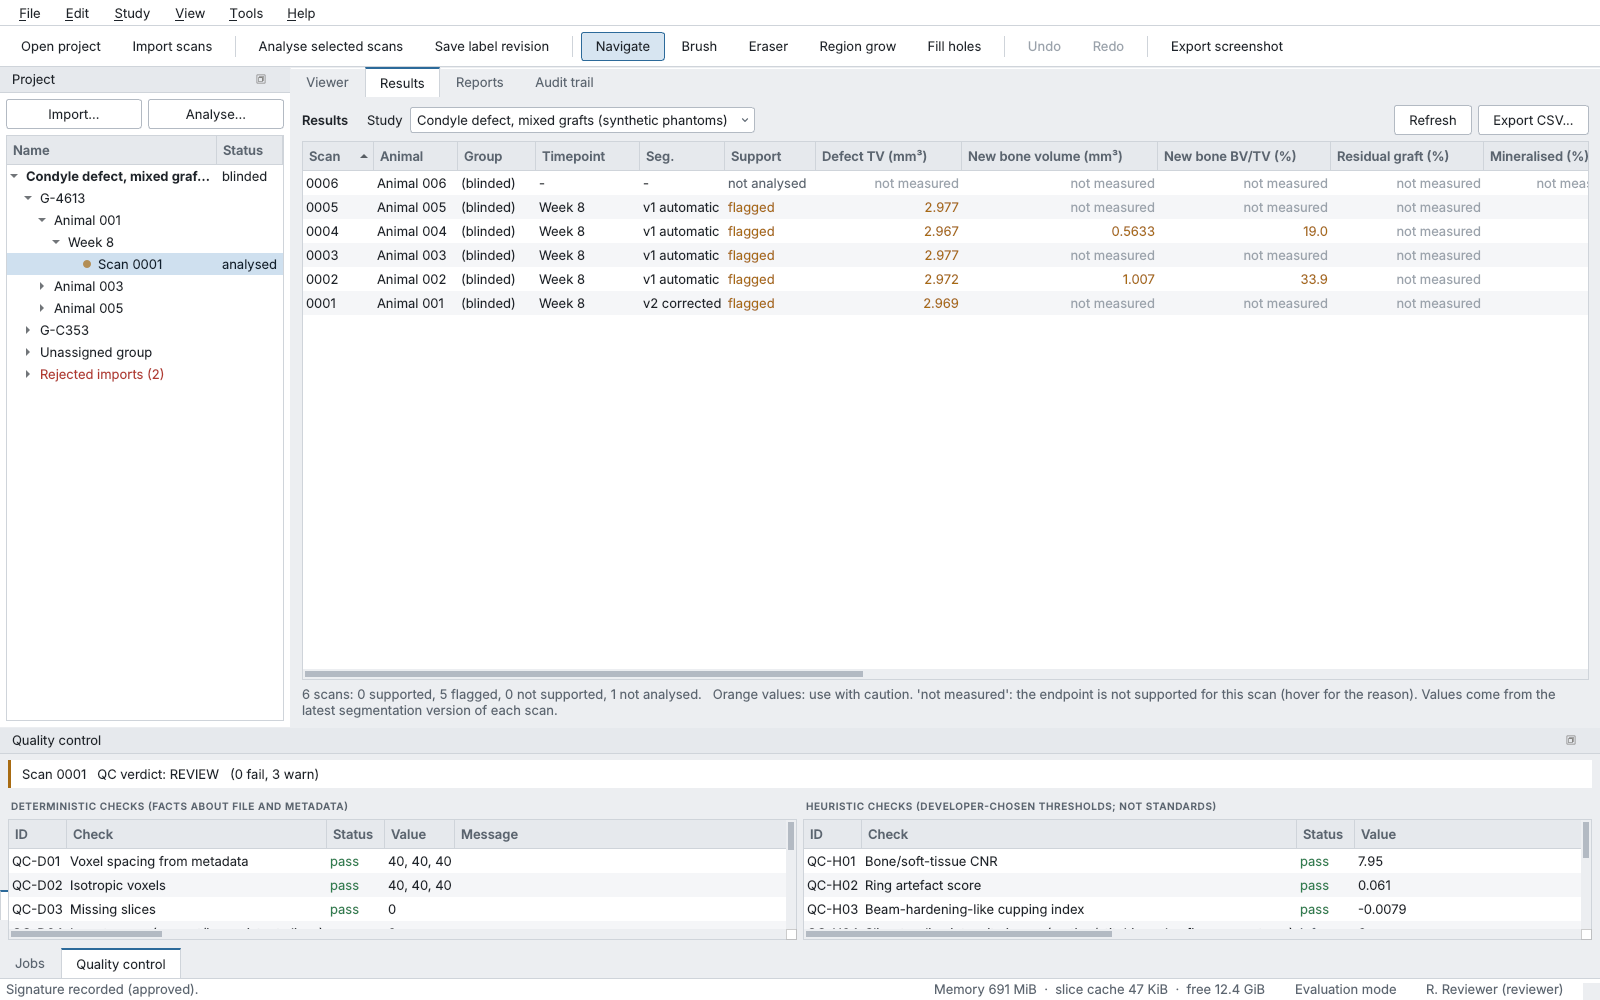 File Edit Study View Tools Help
Open project Import scans Analyse selected scans Save label revision Navigate Brush Eraser Region grow Fill holes Undo Redo Export screenshot
Project
Import... Analyse...
Name Status
Condyle defect, mixed graf... blinded
G-4613
Animal 001
Week 8
Scan 0001 analysed
Animal 003
Animal 005
G-C353
Unassigned group
Rejected imports (2)
Viewer Results Reports Audit trail
Results Study Condyle defect, mixed grafts (synthetic phantoms) Refresh Export CSV...
Scan Animal Group Timepoint Seg. Support Defect TV (mm³) New bone volume (mm³) New bone BV/TV (%) Residual graft (%) Mineralised (%)
0006 Animal 006 (blinded) - - not analysed not measured not measured not measured not measured not meas
0005 Animal 005 (blinded) Week 8 v1 automatic flagged 2.977 not measured not measured not measured
0004 Animal 004 (blinded) Week 8 v1 automatic flagged 2.967 0.5633 19.0 not measured
0003 Animal 003 (blinded) Week 8 v1 automatic flagged 2.977 not measured not measured not measured
0002 Animal 002 (blinded) Week 8 v1 automatic flagged 2.972 1.007 33.9 not measured
0001 Animal 001 (blinded) Week 8 v2 corrected flagged 2.969 not measured not measured not measured
6 scans: 0 supported, 5 flagged, 0 not supported, 1 not analysed. Orange values: use with caution. 'not measured': the endpoint is not supported for this scan (hover for the reason). Values come from the
latest segmentation version of each scan.
Quality control
Scan 0001 QC verdict: REVIEW (0 fail, 3 warn)
DETERMINISTIC CHECKS (FACTS ABOUT FILE AND METADATA)
ID Check Status Value Message
QC-D01 Voxel spacing from metadata pass 40, 40, 40
QC-D02 Isotropic voxels pass 40, 40, 40
QC-D03 Missing slices pass 0
HEURISTIC CHECKS (DEVELOPER-CHOSEN THRESHOLDS; NOT STANDARDS)
ID Check Status Value
QC-H01 Bone/soft-tissue CNR pass 7.95
QC-H02 Ring artefact score pass 0.061
QC-H03 Beam-hardening-like cupping index pass -0.0079
Jobs Quality control
Signature recorded (approved). Memory 691 MiB · slice cache 47 KiB · free 12.4 GiB Evaluation mode R. Reviewer (reviewer)